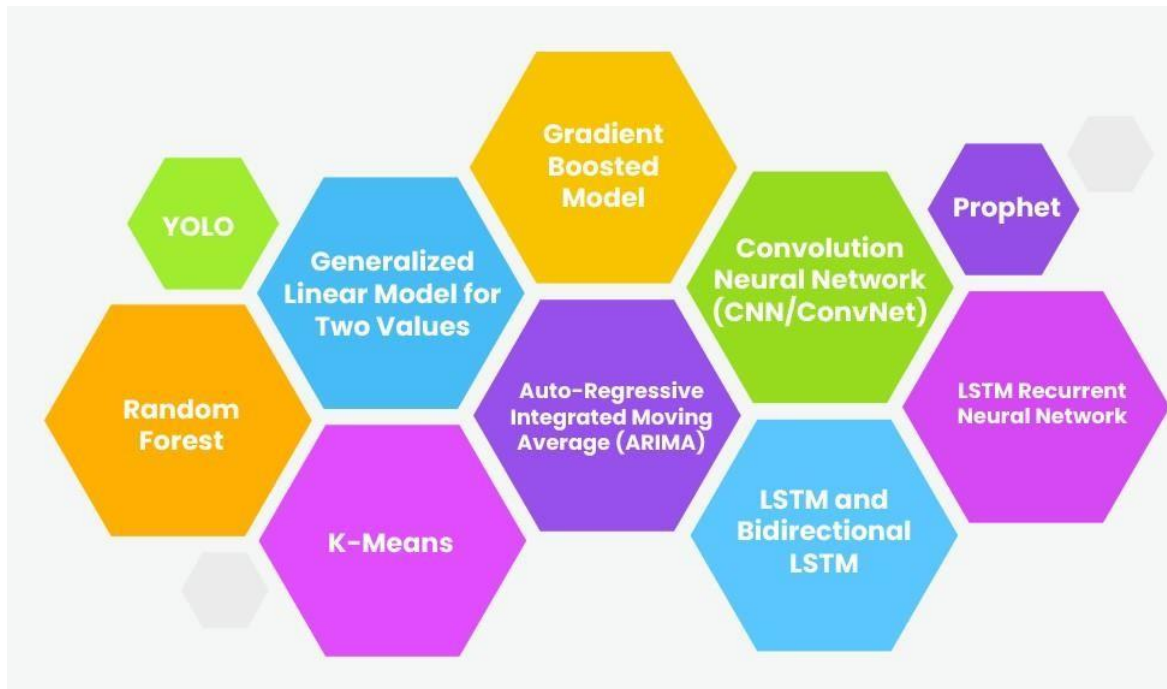 Gradient
Boosted
Model
YOLO
Prophet
Generalized
Linear Model for
Two Values
Convolution
Neural Network
(CNN/ConvNet)
Random
Forest
Auto-Regressive
Integrated Moving
Average (ARIMA)
LSTM Recurrent
Neural Network
K-Means
LSTM and
Bidirectional
LSTM